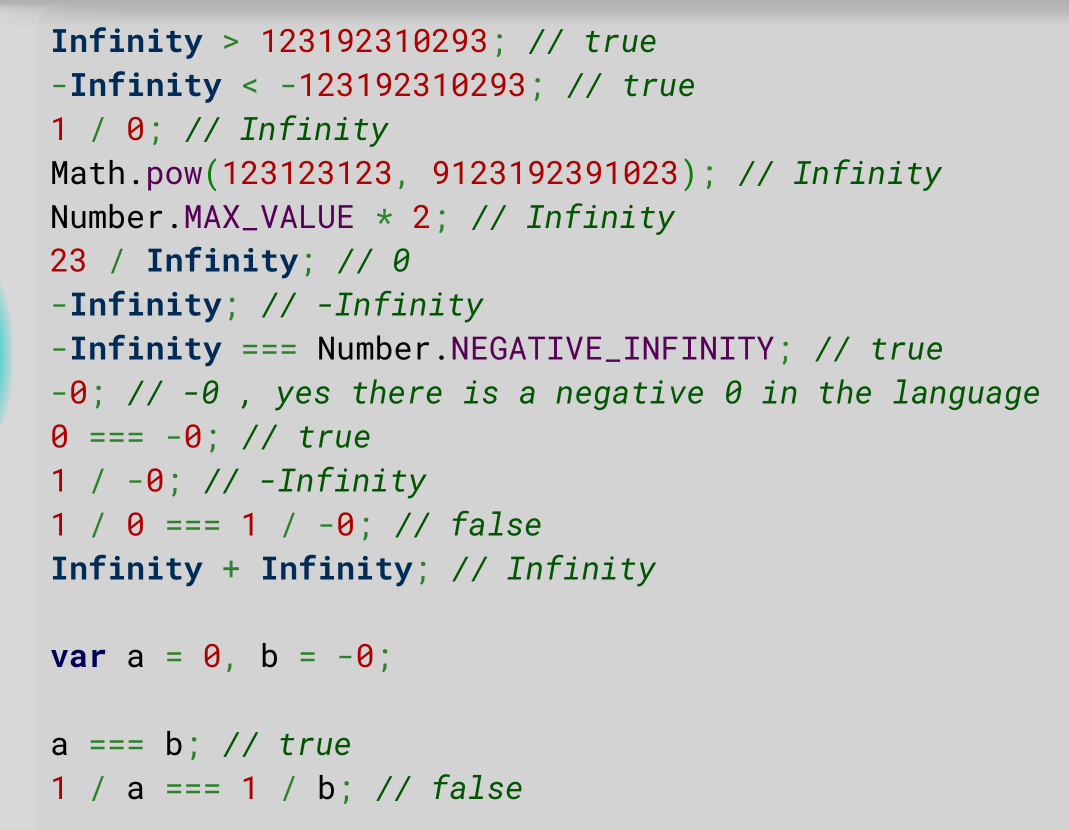 Infinity > 123192310293; // true
-Infinity < -123192310293; // true
1 / 0; // Infinity
Math.pow(123123123, 9123192391023); // Infinity
Number.MAX_VALUE * 2; // Infinity
23 / Infinity; // 0
-Infinity; // -Infinity
-Infinity === Number.NEGATIVE_INFINITY; // true
-0; // -0 , yes there is a negative 0 in the language
0 === -0; // true
1 / -0; // -Infinity
1 / 0 === 1 / -0; // false
Infinity + Infinity; // Infinity
var a = 0, b = -0;
a === b; // true
1 / a === 1 / b; // false